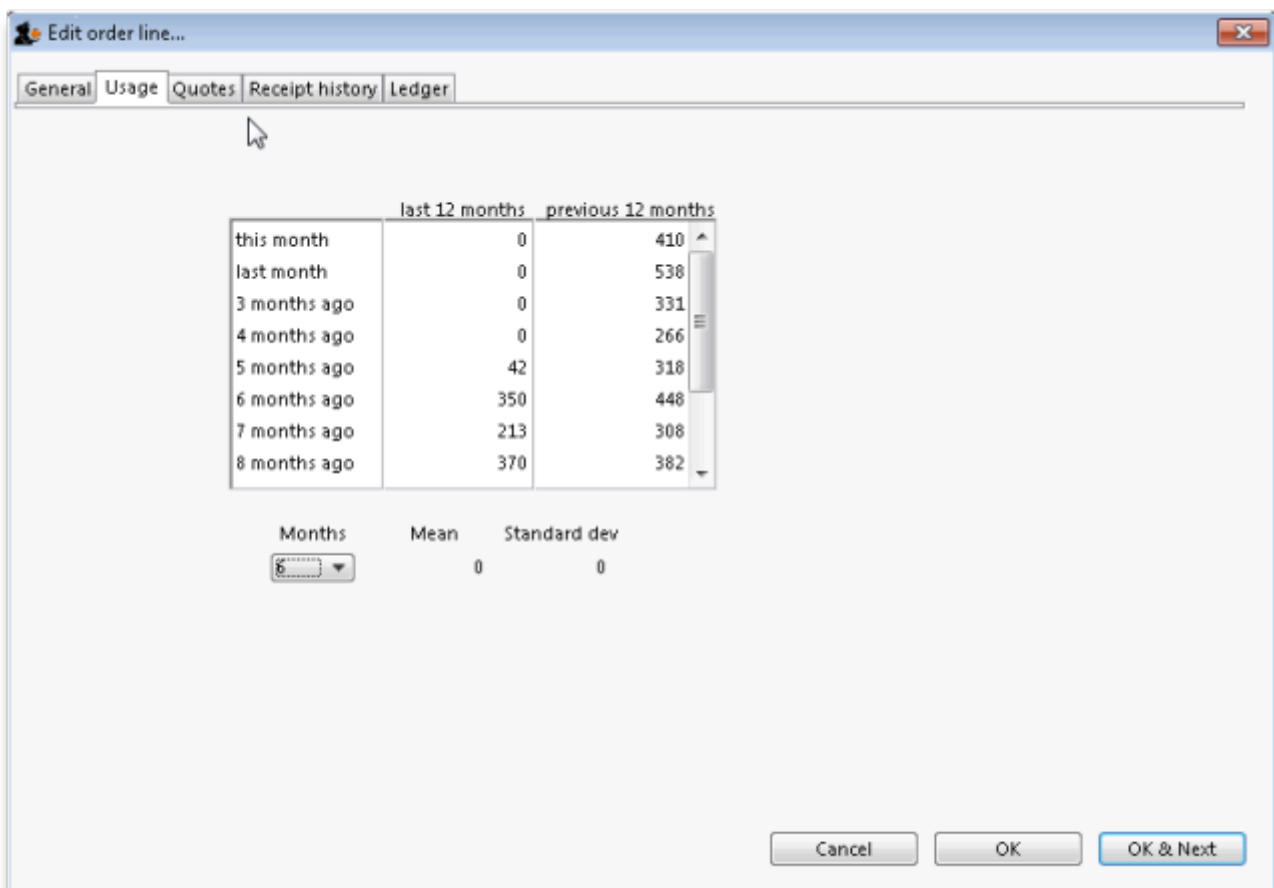 Edit order line...
General Usage Quotes Receipt history Ledger
last 12 months previous 12 months
this month 0 410
last month 0 538
3 months ago 0 331
4 months ago 0 266
5 months ago 42 318
6 months ago 350 448
7 months ago 213 308
8 months ago 370 382
Months Mean Standard dev
6 0 0
Cancel OK OK & Next